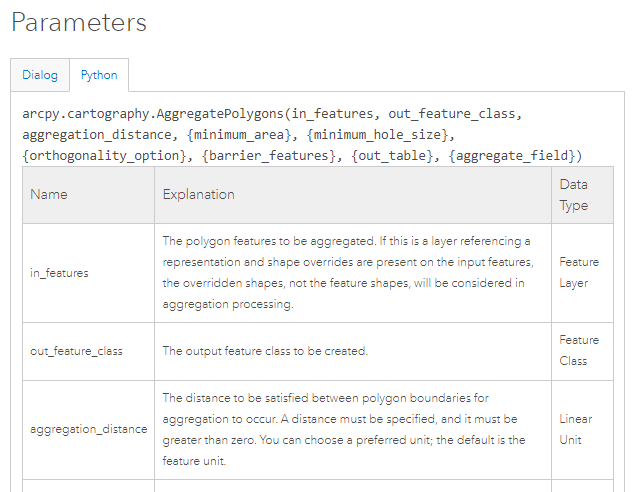 Parameters
Dialog
Python
arcpy.cartography.AggregatePolygons(in_features, out_feature_class,
aggregation_distance, {minimum_area}, {minimum_hole_size},
{orthogonality_option}, {barrier_features}, {out_table}, {aggregate_field})
Name
Explanation
Data
Type
in_features
The polygon features to be aggregated. If this is a layer referencing a
representation and shape overrides are present on the input features,
the overridden shapes, not the feature shapes, will be considered in
aggregation processing.
Feature
Layer
out_feature_class
The output feature class to be created.
Feature
Class
aggregation_distance
The distance to be satisfied between polygon boundaries for
aggregation to occur. A distance must be specified, and it must be
greater than zero. You can choose a preferred unit; the default is the
feature unit.
Linear
Unit